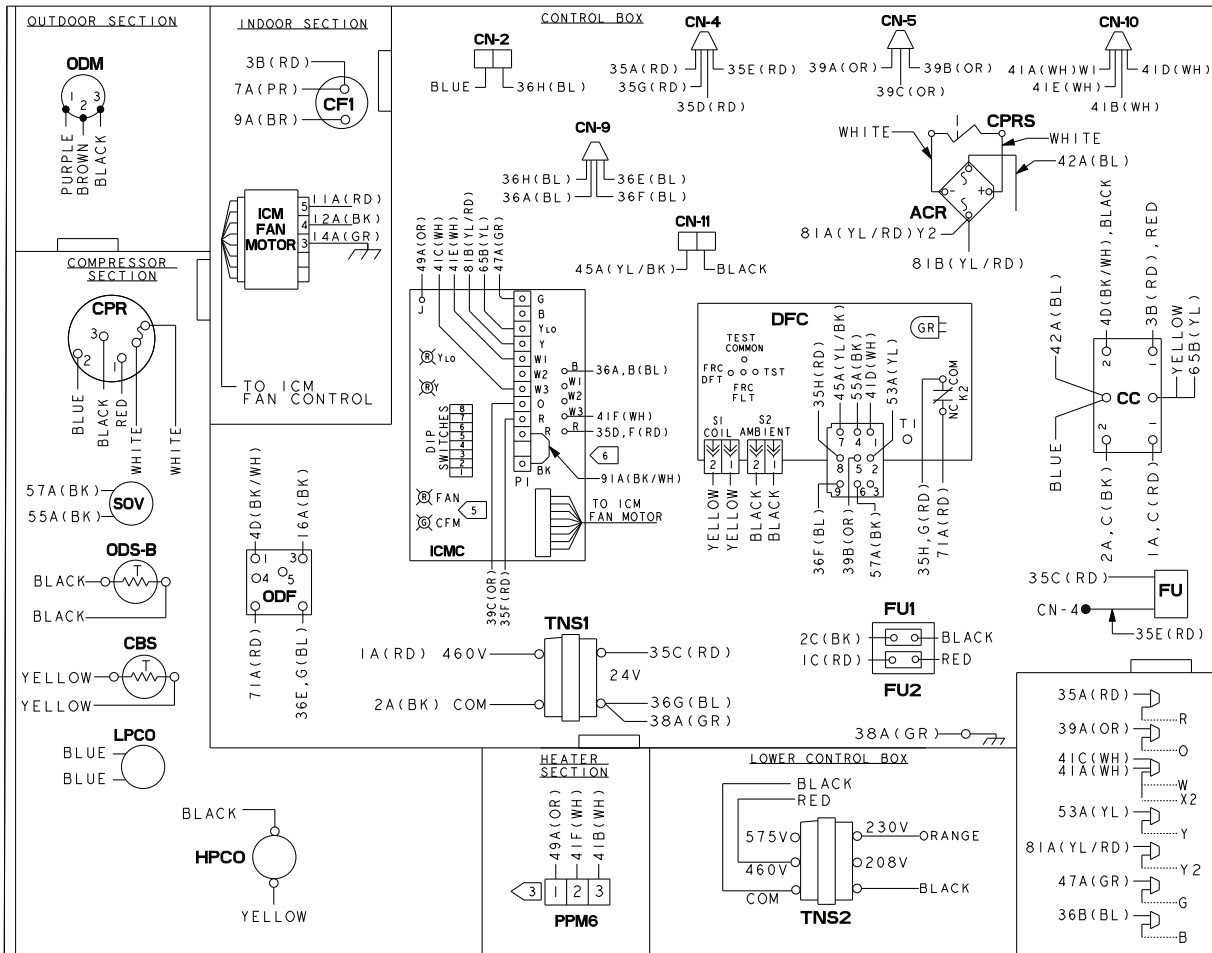 OUTDOOR SECTION
ODM
1 2 3
PURPLE
BROWN
BLACK
INDOOR SECTION
3B(RD)
7A(PR)
9A(BR)
CF1
ICM
FAN
MOTOR
5
4
3
11A(RD)
12A(BK)
14A(GR)
TO ICM
FAN CONTROL
COMPRESSOR
SECTION
CPR
3
2
1
S
BLUE
BLACK
RED
WHITE
WHITE
57A(BK)
55A(BK)
SOV
ODS-B
BLACK
T
BLACK
CBS
YELLOW
T
YELLOW
LPCO
BLUE
BLUE
BLACK
HPCO
YELLOW
4D(BK/WH)
16A(BK)
1 3
4 5
ODF
71A(RD)
36E,G(BL)
CONTROL BOX
CN-2
BLUE
36H(BL)
CN-4
35A(RD)
35E(RD)
35G(RD)
35D(RD)
CN-5
39A(OR)
39B(OR)
39C(OR)
CN-10
41A(WH)W1
41D(WH)
41E(WH)
41B(WH)
CN-9
36H(BL)
36E(BL)
36A(BL)
36F(BL)
CN-11
45A(YL/BK)
BLACK
1
CPRS
WHITE
WHITE
42A(BL)
- +
ACR
81A(YL/RD)Y2
81B(YL/RD)
49A(OR)
41C(WH)
41E(WH)
81B(YL/RD)
65B(YL)
47A(GR)
J
G
B
YLO
Y
W1
W2
W3
O
R
R
BK
P1
R YLO
R Y
DIP
SWITCHES
8
7
6
5
4
3
2
1
R FAN
G CFM
5
ICMC
B
W1
W2
W3
R
36A,B(BL)
41F(WH)
35D,F(RD)
6
91A(BK/WH)
TO ICM
FAN MOTOR
39C(OR)
35F(RD)
DFC
GR
TEST
COMMON
FRC
DFT
TST
FRC
FLT
S1
COIL
2 1
S2
AMBIENT
2 1
YELLOW
YELLOW
BLACK
BLACK
35H(RD)
45A(YL/BK)
55A(BK)
41D(WH)
53A(YL)
7 4 1
8 5 2
9 6 3
T1
COM
K2
NC
36F(BL)
39B(OR)
57A(BK)
35H,G(RD)
71A(RD)
42A(BL)
4D(BK/WH),BLACK
3B(RD),RED
YELLOW
65B(YL)
2 1
CC
2 1
BLUE
2A,C(BK)
1A,C(RD)
35C(RD)
FU
CN-4
35E(RD)
TNS1
1A(RD) 460V
35C(RD)
24V
2A(BK) COM
36G(BL)
38A(GR)
FU1
2C(BK)
BLACK
1C(RD)
RED
FU2
38A(GR)
HEATER
SECTION
49A(OR)
41F(WH)
41B(WH)
3
1 2 3
PPM6
LOWER CONTROL BOX
BLACK
RED
575V
230V
ORANGE
460V
208V
COM
BLACK
TNS2
35A(RD)
R
39A(OR)
O
41C(WH)
41A(WH)
W
X2
53A(YL)
Y
81A(YL/RD)
Y2
47A(GR)
G
36B(BL)
B